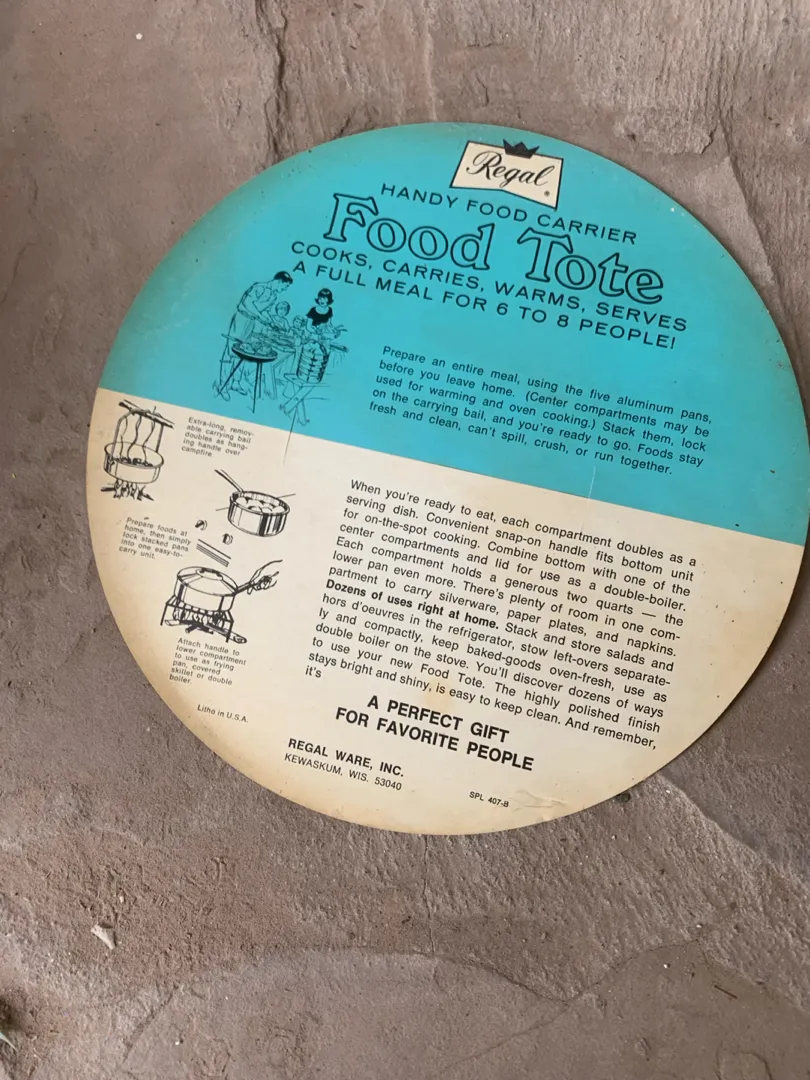 Regal
HANDY FOOD CARRIER
Food Tote
COOKS, CARRIES, WARMS, SERVES
A FULL MEAL FOR 6 TO 8 PEOPLE!
Prepare an entire meal, using the five aluminum pans,
before you leave home. (Center compartments may be
used for warming and oven cooking.) Stack them, lock
on the carrying bail, and you're ready to go. Foods stay
fresh and clean, can't spill, crush, or run together.
Extra-long, remov-
able carrying bail
doubles as hang-
ing handle over
campfire.
Prepare foods at
home, then simply
lock stacked pans
into one easy-to-
carry unit.
Attach handle to
lower compartment
to use as frying
pan, covered
skillet or double
boiler.
When you're ready to eat, each compartment doubles as a
serving dish. Convenient snap-on handle fits bottom unit
for on-the-spot cooking. Combine bottom with one of the
center compartments and lid for use as a double-boiler.
Each compartment holds a generous two quarts — the
lower pan even more. There's plenty of room in one com-
partment to carry silverware, paper plates, and napkins.
Dozens of uses right at home. Stack and store salads and
hors d'oeuvres in the refrigerator, stow left-overs separate-
ly and compactly, keep baked-goods oven-fresh, use as
double boiler on the stove. You'll discover dozens of ways
to use your new Food Tote. The highly polished finish
stays bright and shiny, is easy to keep clean. And remember,
it's
A PERFECT GIFT
FOR FAVORITE PEOPLE
Litho in U.S.A.
REGAL WARE, INC.
KEWASKUM, WIS. 53040
SPL 407-B